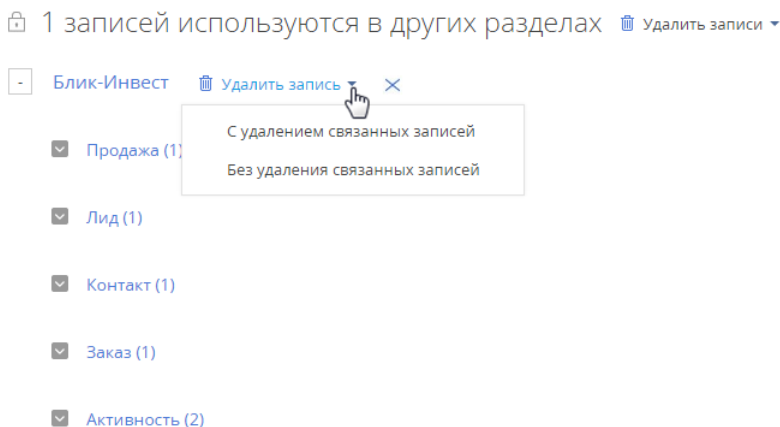 1 записей используются в других разделах Удалить записи
- Блик-Инвест Удалить запись
С удалением связанных записей
Продажа (1)
Без удаления связанных записей
Лид (1)
Контакт (1)
Заказ (1)
Активность (2)